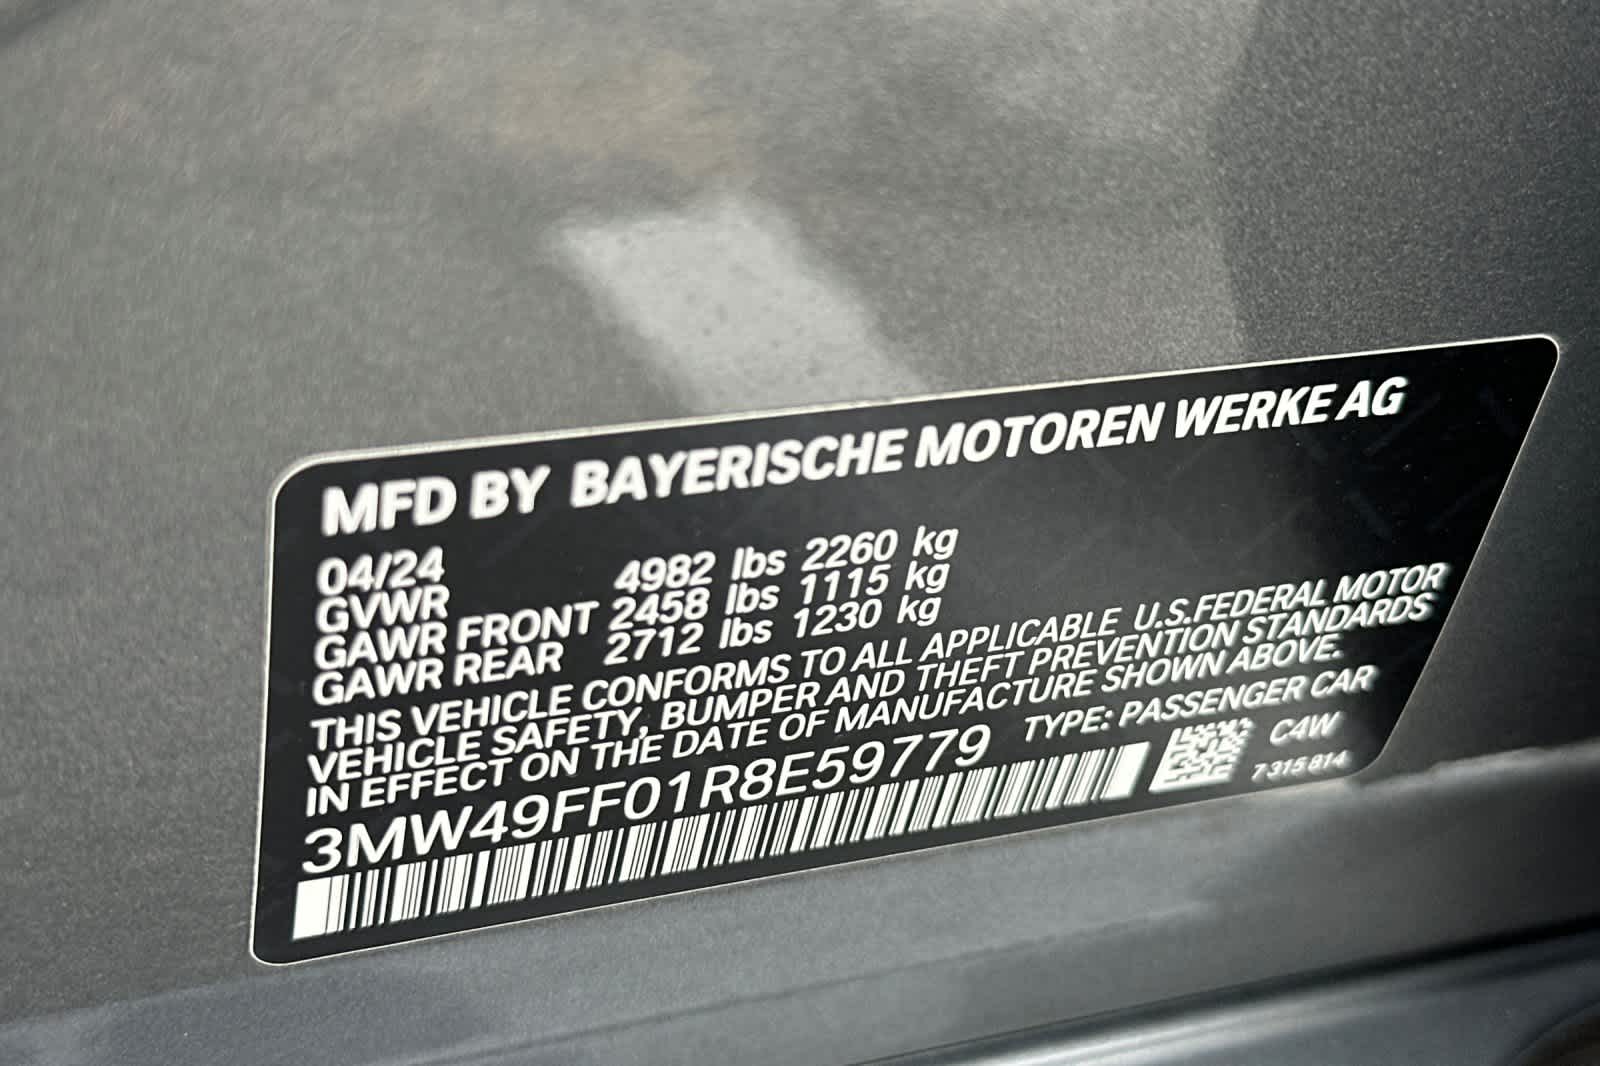 MFD BY BAYERISCHE MOTOREN WERKE AG
04/24
GVWR 4982 lbs 2260 kg
GAWR FRONT 2458 lbs 1115 kg
GAWR REAR 2712 lbs 1230 kg
THIS VEHICLE CONFORMS TO ALL APPLICABLE U.S.FEDERAL MOTOR
VEHICLE SAFETY, BUMPER AND THEFT PREVENTION STANDARDS
IN EFFECT ON THE DATE OF MANUFACTURE SHOWN ABOVE.
3MW49FF01R8E59779 TYPE: PASSENGER CAR
C4W
7 315 814